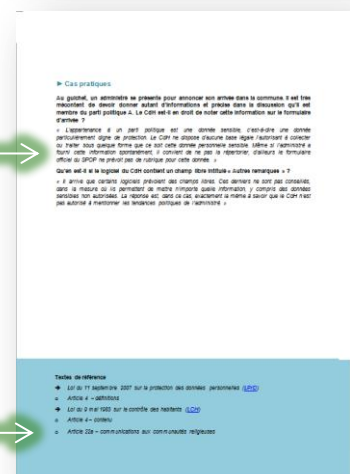 ► Cas pratiques
Au guichet, un administré se présente pour annoncer son arrivée dans la commune. Il est très
mécontent de devoir donner autant d'informations et précise dans la discussion qu'il est
membre du parti politique A. Le CdH est-il en droit de noter cette information sur le formulaire
d'arrivée ?
« L'appartenance à un parti politique est une donnée sensible, c'est-à-dire une donnée
particulièrement digne de protection. Le CdH ne dispose d'aucune base légale l'autorisant à collecter
ou traiter sous quelque forme que ce soit cette donnée personnelle sensible. Même si l'administré a
fourni cette information spontanément, il convient de ne pas la répertorier, d'ailleurs le formulaire
officiel du SPOP ne prévoit pas de rubrique pour cette donnée. »
Qu'en est-il si le logiciel du CdH contient un champ libre intitulé « Autres remarques » ?
« Il arrive que certains logiciels prévoient des champs libres. Ces derniers ne sont pas conseillés,
dans la mesure où ils permettent de mettre n'importe quelle information, y compris des données
sensibles non autorisées. La réponse est, dans ce cas, exactement la même à savoir que le CdH n'est
pas autorisé à mentionner les tendances politiques de l'administré. »
Textes de référence
➔ Loi du 11 septembre 2007 sur la protection des données personnelles (LPrD)
o Article 4 – définitions
➔ Loi du 9 mai 1983 sur le contrôle des habitants (LCH)
o Article 4 – contenu
o Article 22a – communications aux communautés religieuses